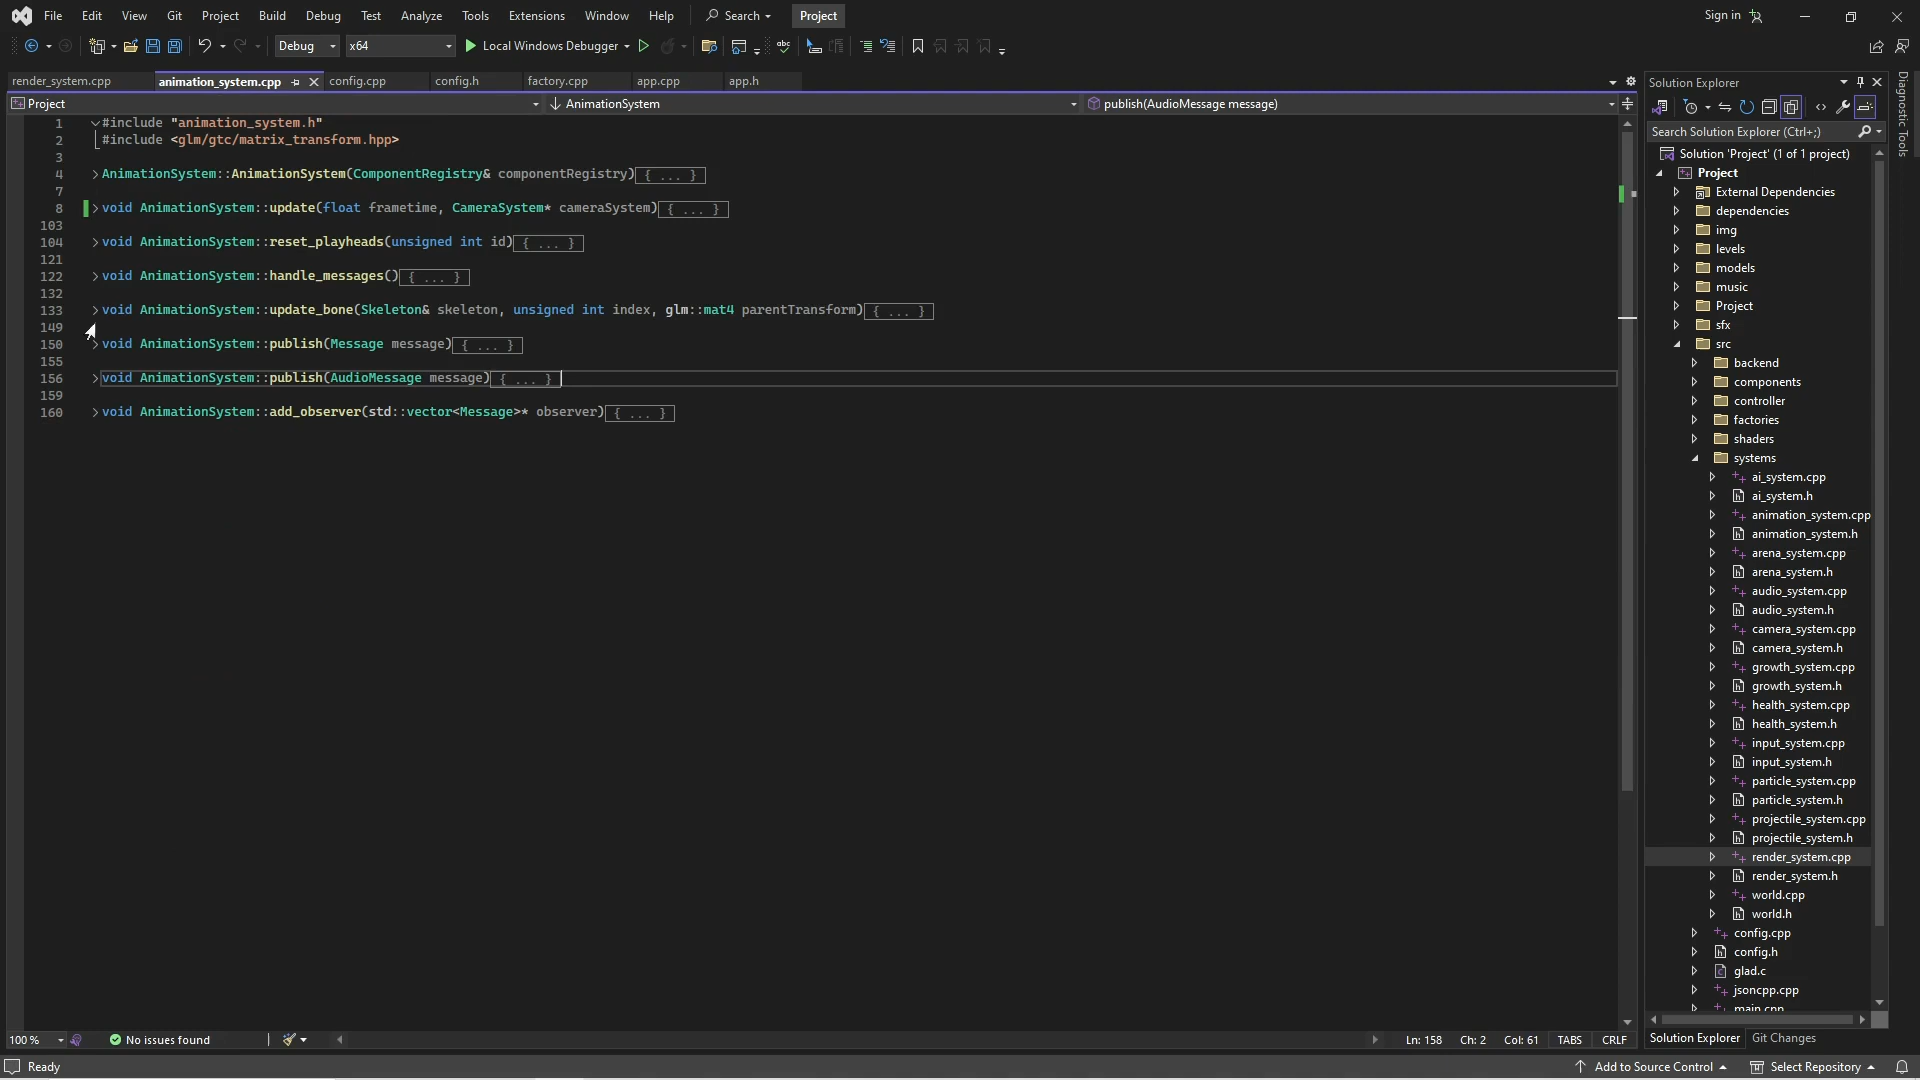 File Edit View Git Project Build Debug Test Analyze Tools Extensions Window Help Search Project Sign in
Debug x64 Local Windows Debugger
render_system.cpp animation_system.cpp config.cpp config.h factory.cpp app.cpp app.h
Project AnimationSystem publish(AudioMessage message)
1 #include "animation_system.h"
2 #include <glm/gtc/matrix_transform.hpp>
3
4 AnimationSystem::AnimationSystem(ComponentRegistry& componentRegistry){ ... }
7
8 void AnimationSystem::update(float frametime, CameraSystem* cameraSystem){ ... }
103
104 void AnimationSystem::reset_playheads(unsigned int id){ ... }
121
122 void AnimationSystem::handle_messages(){ ... }
132
133 void AnimationSystem::update_bone(Skeleton& skeleton, unsigned int index, glm::mat4 parentTransform){ ... }
149
150 void AnimationSystem::publish(Message message){ ... }
155
156 void AnimationSystem::publish(AudioMessage message){ ... }
159
160 void AnimationSystem::add_observer(std::vector<Message>* observer){ ... }
100 % No issues found Ln: 158 Ch: 2 Col: 61 TABS CRLF
Solution Explorer
Search Solution Explorer (Ctrl+;)
Solution 'Project' (1 of 1 project)
Project
External Dependencies
dependencies
img
levels
models
music
Project
sfx
src
backend
components
controller
factories
shaders
systems
ai_system.cpp
ai_system.h
animation_system.cpp
animation_system.h
arena_system.cpp
arena_system.h
audio_system.cpp
audio_system.h
camera_system.cpp
camera_system.h
growth_system.cpp
growth_system.h
health_system.cpp
health_system.h
input_system.cpp
input_system.h
particle_system.cpp
particle_system.h
projectile_system.cpp
projectile_system.h
render_system.cpp
render_system.h
world.cpp
world.h
config.cpp
config.h
glad.c
jsoncpp.cpp
main.cpp
Solution Explorer Git Changes
Diagnostic Tools
Ready Add to Source Control Select Repository